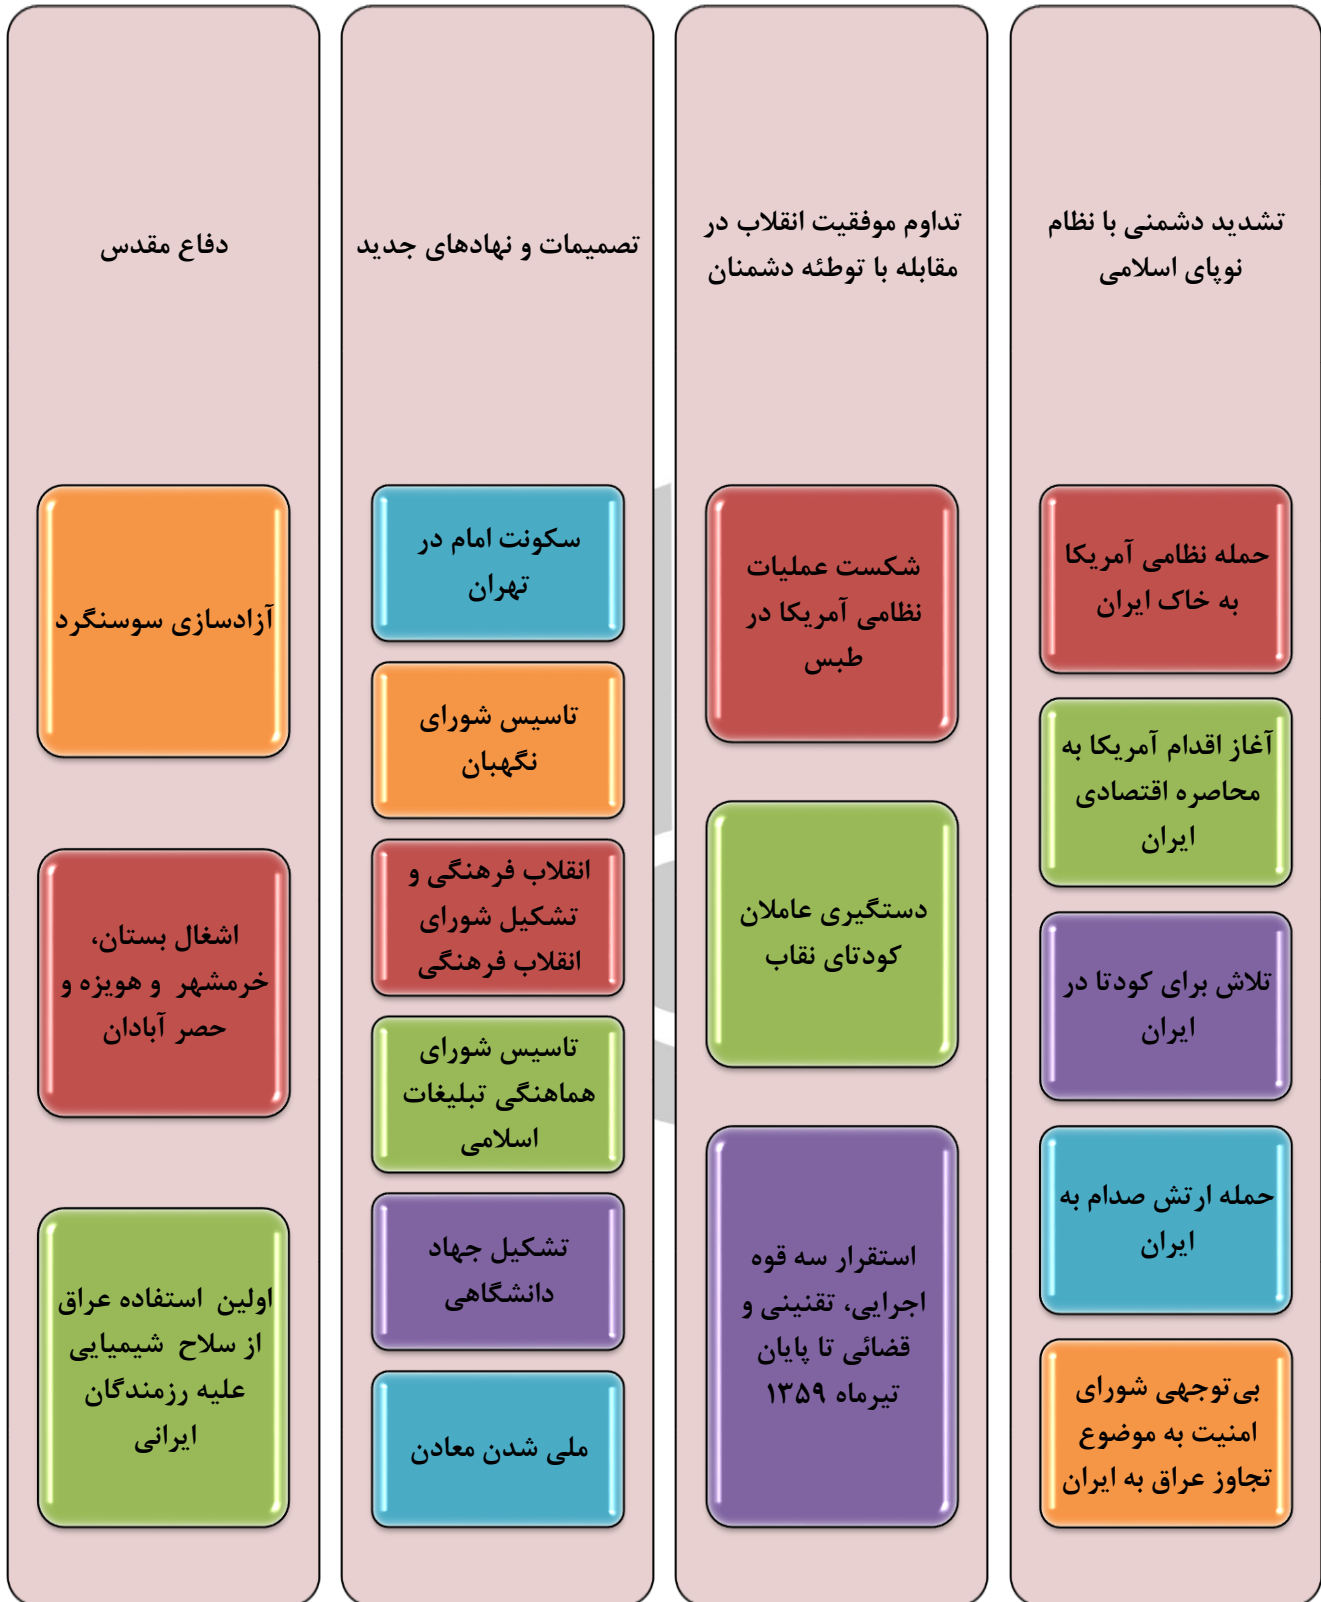 تشدید دشمنی با نظام
نوپای اسلامی
حمله نظامی آمریکا
به خاک ایران
آغاز اقدام آمریکا به
محاصره اقتصادی
ایران
تلاش برای کودتا در
ایران
حمله ارتش صدام به
ایران
بی‌توجهی شورای
امنیت به موضوع
تجاوز عراق به ایران
تداوم موفقیت انقلاب در
مقابله با توطئه دشمنان
شکست عملیات
نظامی آمریکا در
طبس
دستگیری عاملان
کودتای نقاب
استقرار سه قوه
اجرایی، تقنینی و
قضائی تا پایان
تیرماه ۱۳۵۹
تصمیمات و نهادهای جدید
سکونت امام در
تهران
تاسیس شورای
نگهبان
انقلاب فرهنگی و
تشکیل شورای
انقلاب فرهنگی
تاسیس شورای
هماهنگی تبلیغات
اسلامی
تشکیل جهاد
دانشگاهی
ملی شدن معادن
دفاع مقدس
آزادسازی سوسنگرد
اشغال بستان،
خرمشهر و هویزه و
حصر آبادان
اولین استفاده عراق
از سلاح شیمیایی
علیه رزمندگان
ایرانی